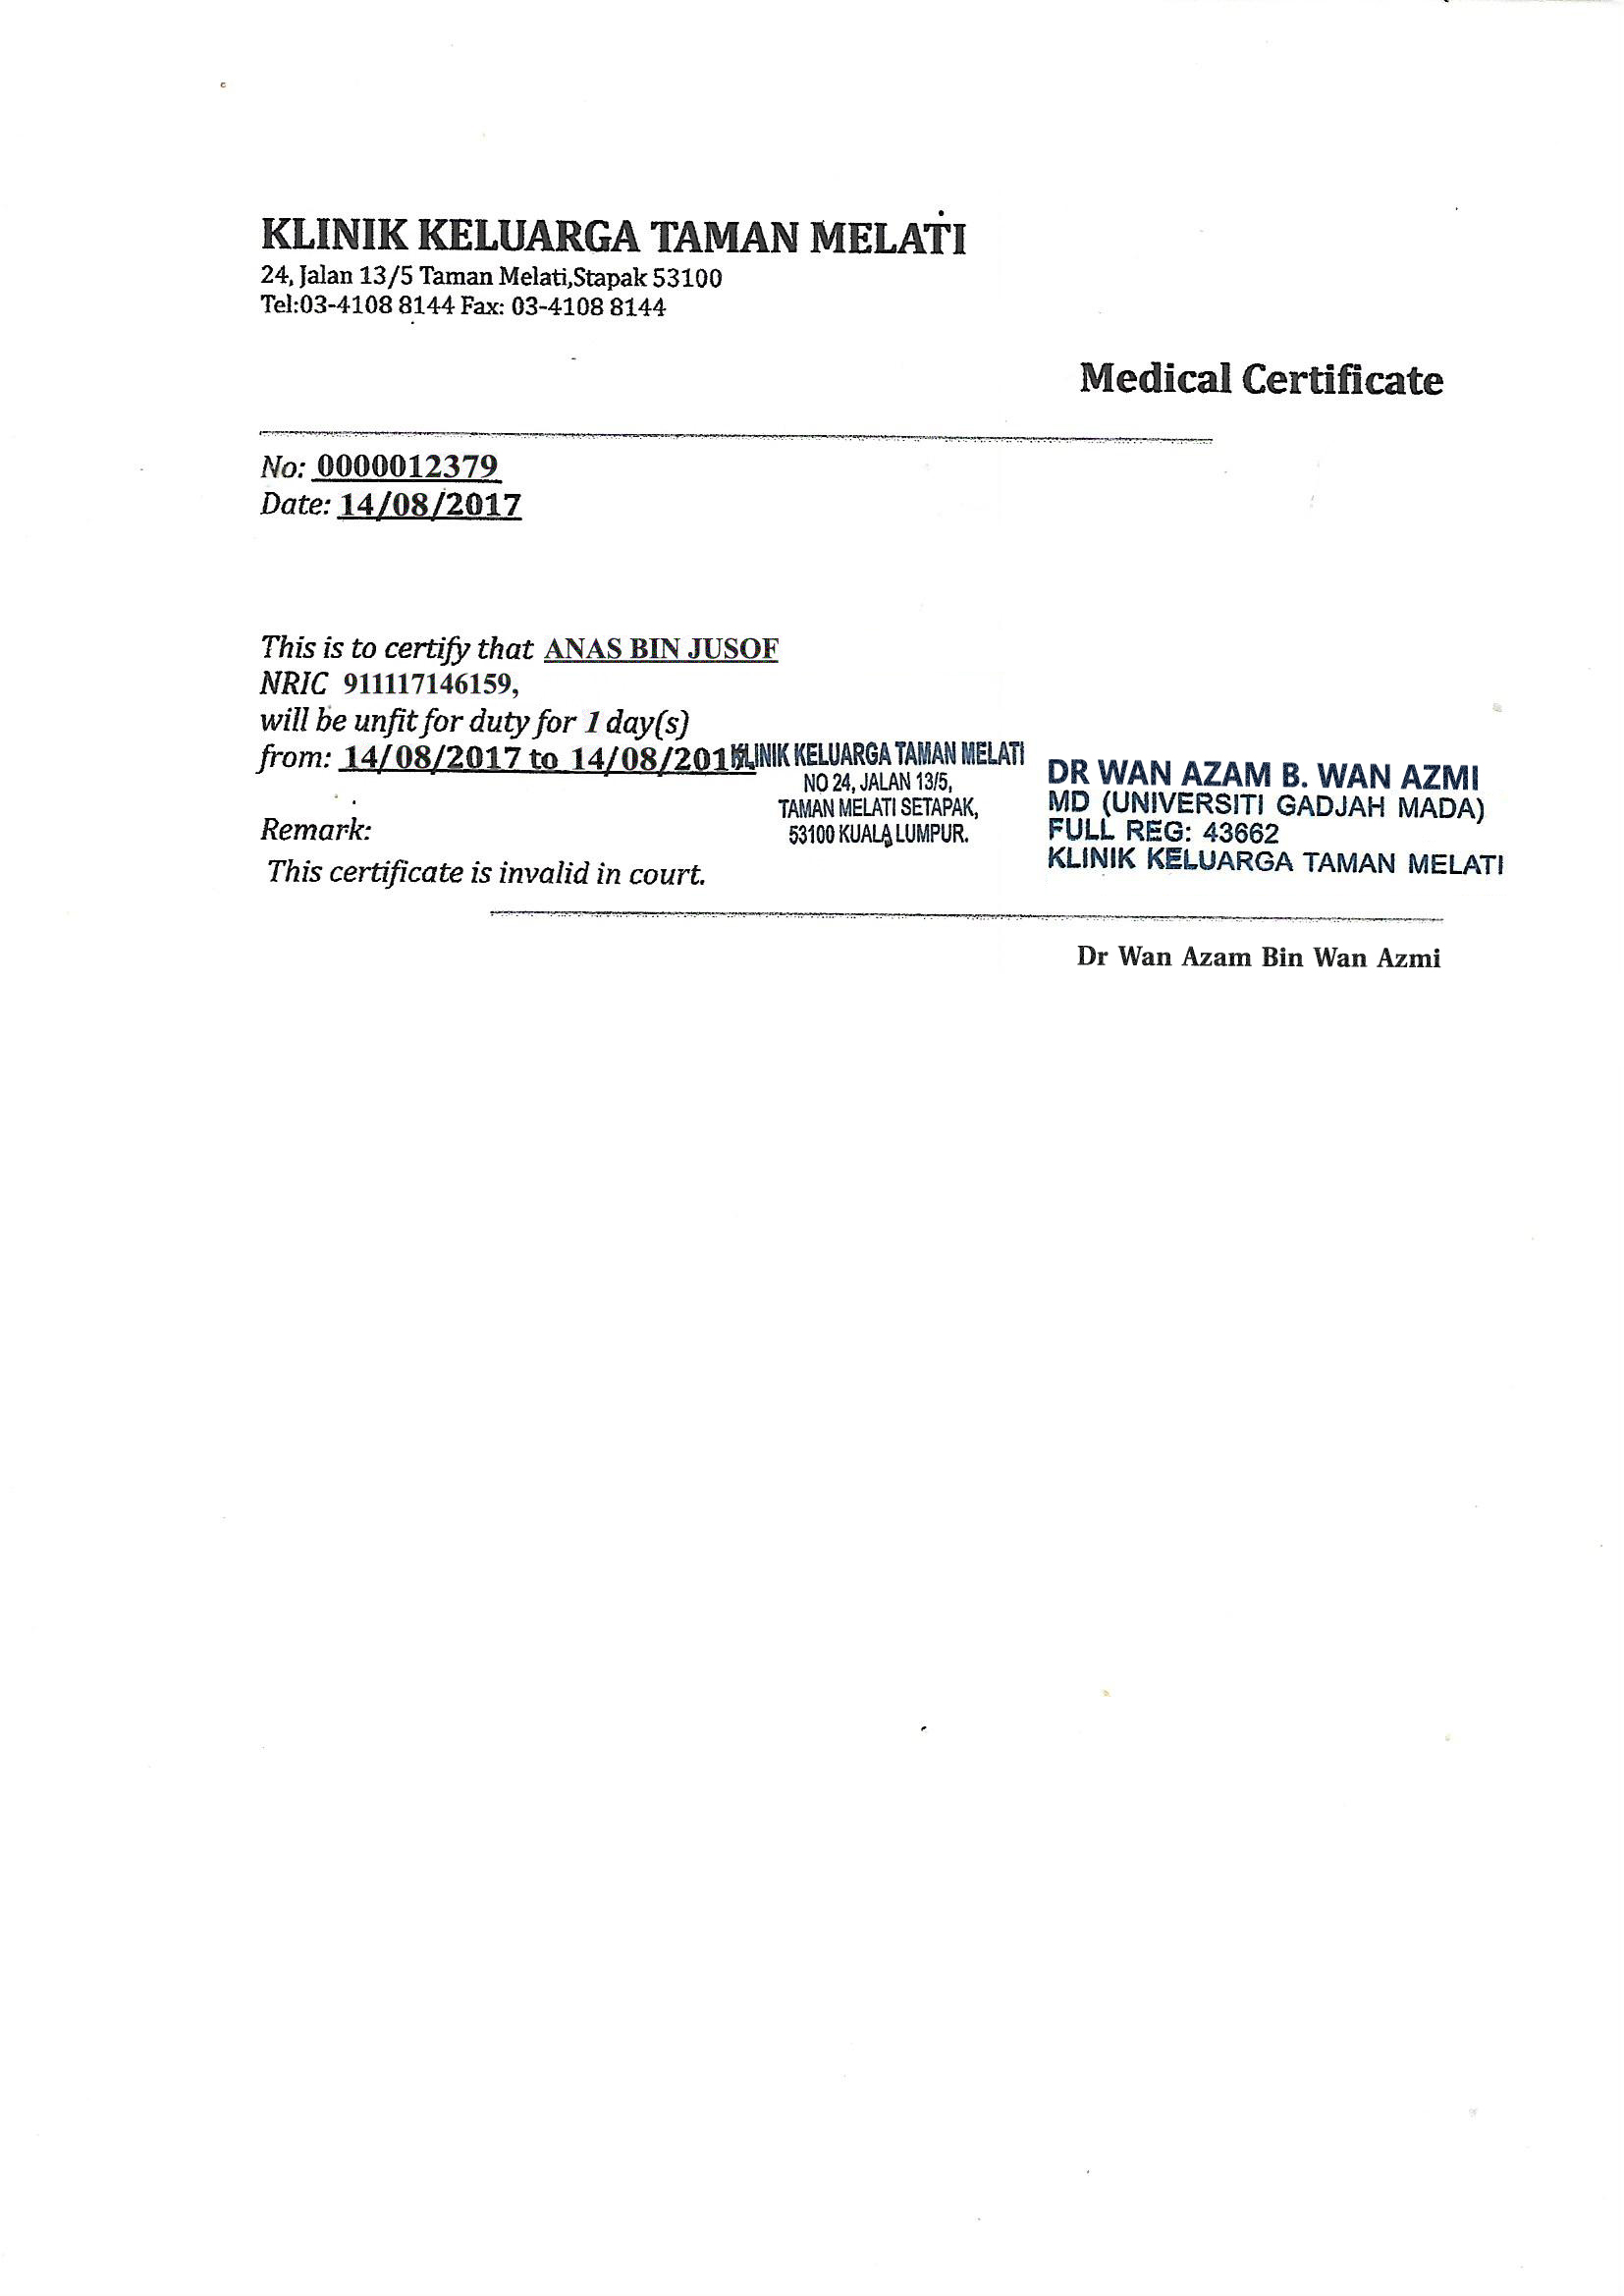 KLINIK KELUARGA TAMAN MELATI
24, Jalan 13/5 Taman Melati,Stapak 53100
Tel:03-4108 8144 Fax: 03-4108 8144
Medical Certificate
No: 0000012379
Date: 14/08/2017
This is to certify that ANAS BIN JUSOF
NRIC 911117146159,
will be unfit for duty for 1 day(s)
from: 14/08/2017 to 14/08/201
KLINIK KELUARGA TAMAN MELATI
NO 24, JALAN 13/5,
TAMAN MELATI SETAPAK,
53100 KUALA LUMPUR.
DR WAN AZAM B. WAN AZMI
MD (UNIVERSITI GADJAH MADA)
FULL REG: 43662
KLINIK KELUARGA TAMAN MELATI
Remark:
This certificate is invalid in court.
Dr Wan Azam Bin Wan Azmi